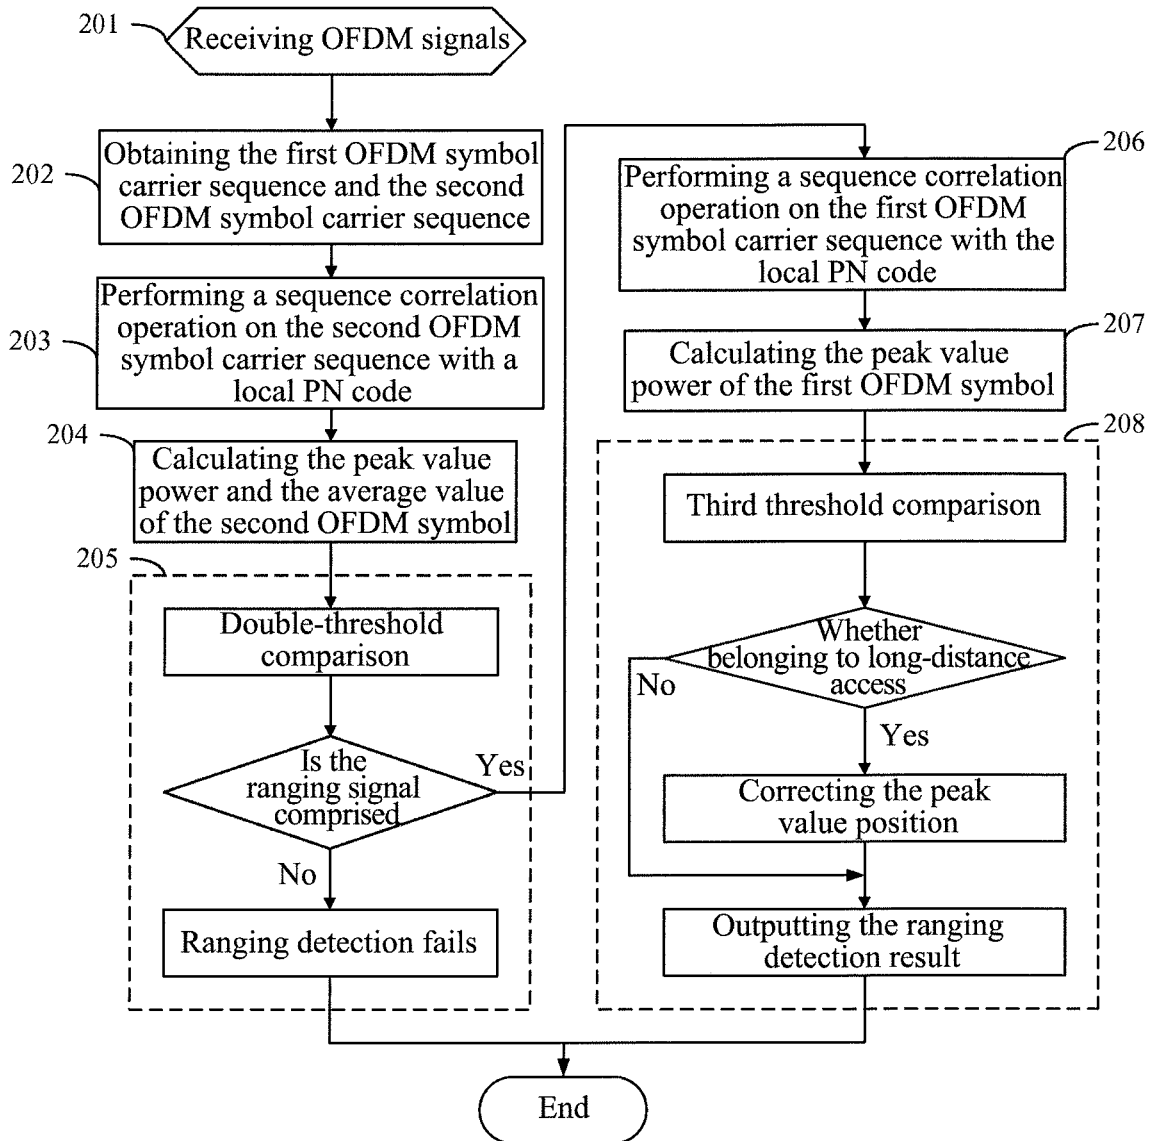 201
Receiving OFDM signals
202
Obtaining the first OFDM symbol
carrier sequence and the second
OFDM symbol carrier sequence
203
Performing a sequence correlation
operation on the second OFDM
symbol carrier sequence with a
local PN code
204
Calculating the peak value
power and the average value
of the second OFDM symbol
205
Double-threshold
comparison
Is the
ranging signal
comprised
Yes
No
Ranging detection fails
206
Performing a sequence correlation
operation on the first OFDM
symbol carrier sequence with the
local PN code
207
Calculating the peak value
power of the first OFDM symbol
208
Third threshold comparison
Whether
belonging to long-distance
access
No
Yes
Correcting the peak
value position
Outputting the ranging
detection result
End